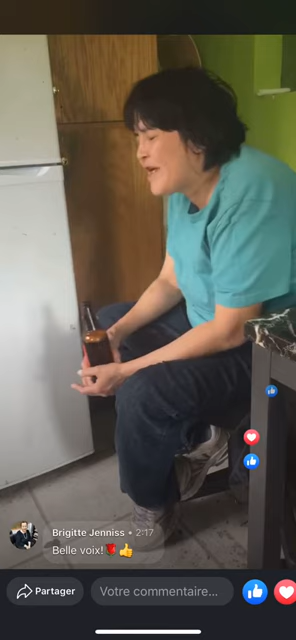 Brigitte Jenniss • 2:17
Belle voix!🌹👍
Partager
Votre commentaire...